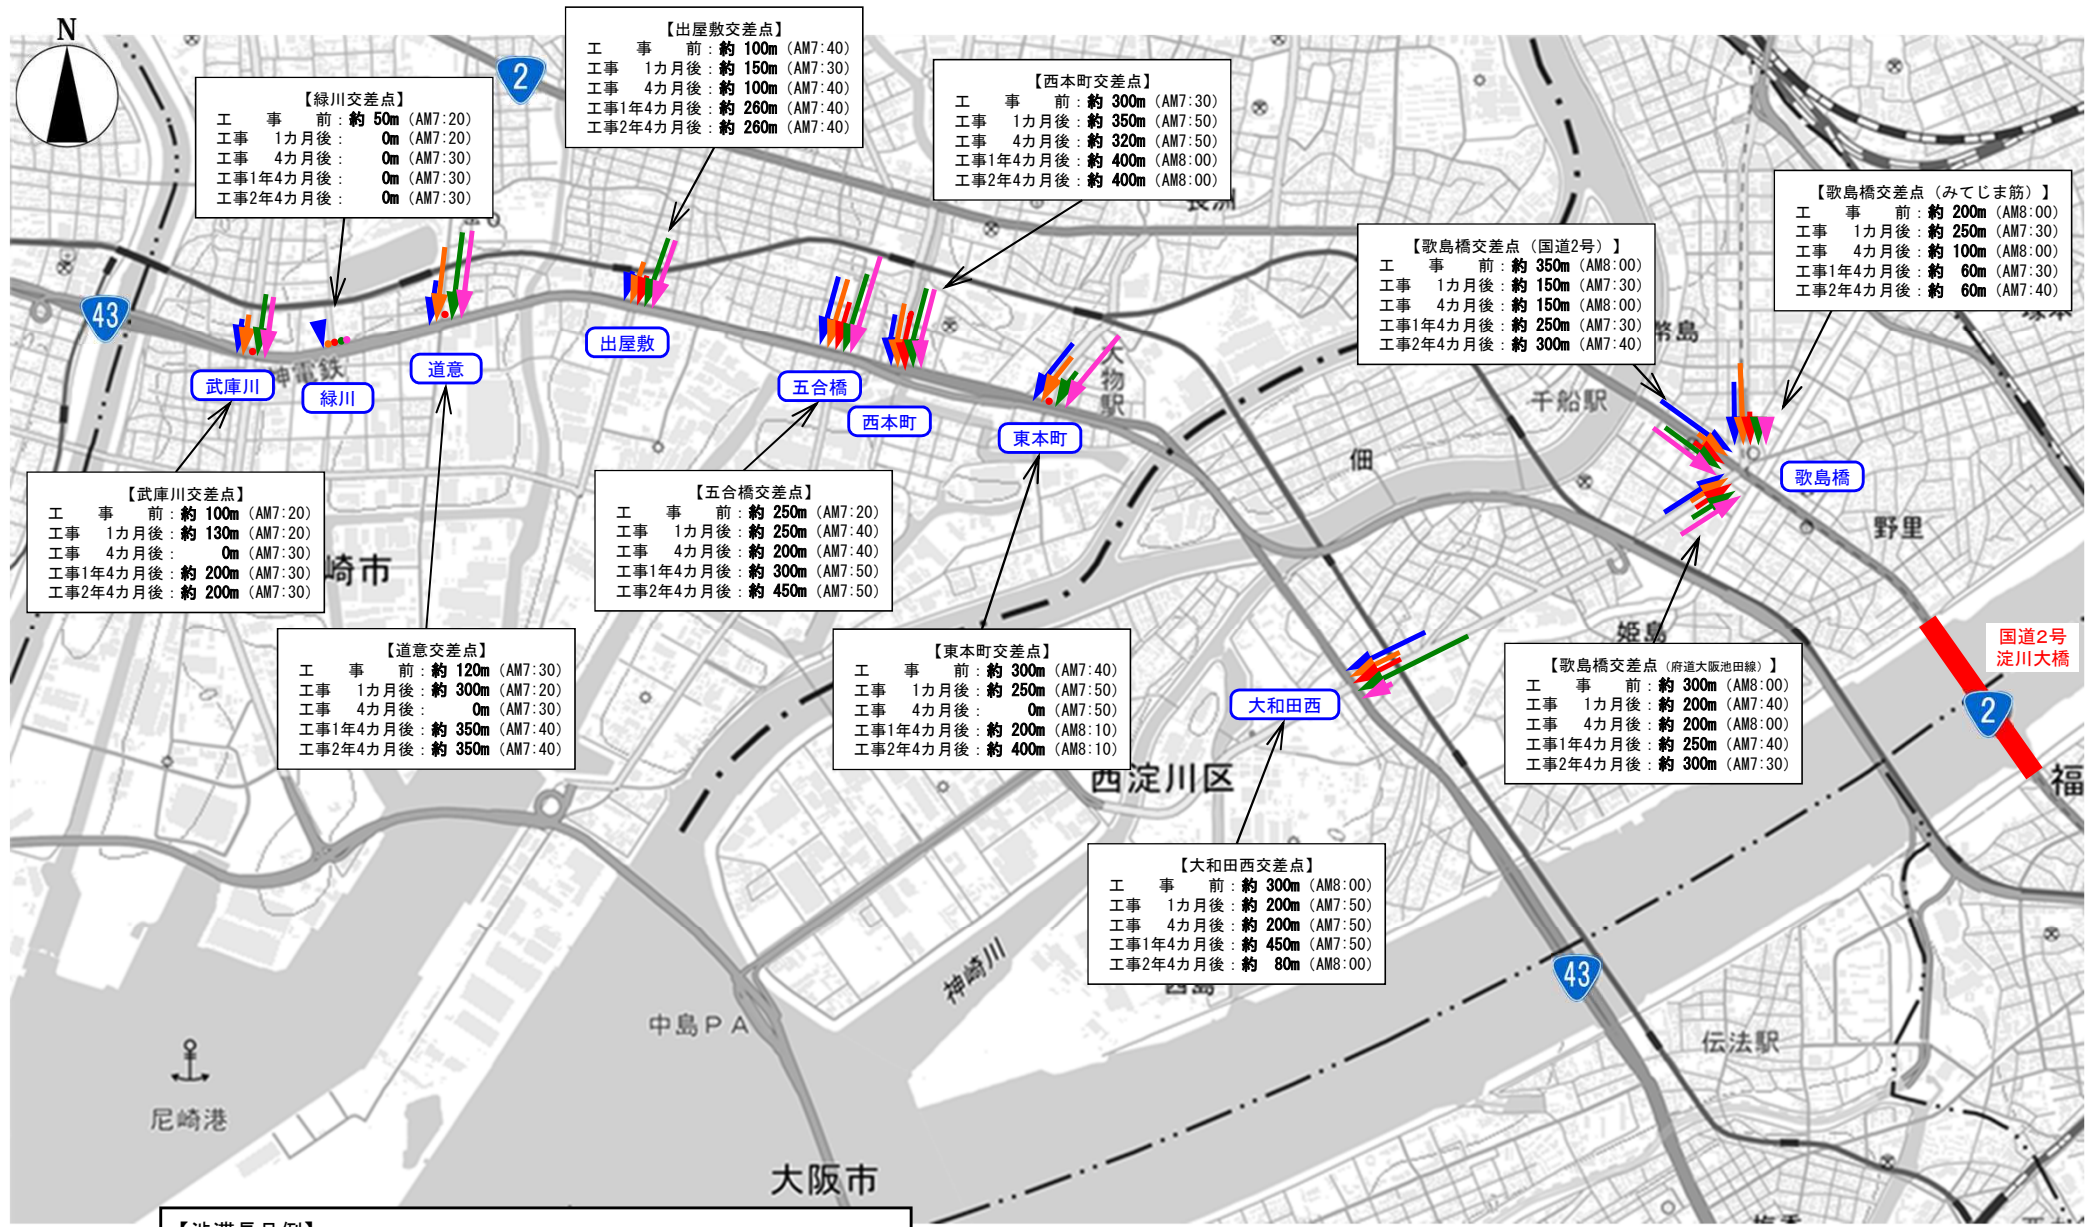 N
2
43
【緑川交差点】
工　事　前：約 50m（AM7:20）
工事　1カ月後：　0m（AM7:20）
工事　4カ月後：　0m（AM7:30）
工事1年4カ月後：　0m（AM7:30）
工事2年4カ月後：　0m（AM7:30）
【出屋敷交差点】
工　事　前：約 100m（AM7:40）
工事　1カ月後：約 150m（AM7:30）
工事　4カ月後：約 100m（AM7:40）
工事1年4カ月後：約 260m（AM7:40）
工事2年4カ月後：約 260m（AM7:40）
【西本町交差点】
工　事　前：約 300m（AM7:30）
工事　1カ月後：約 350m（AM7:50）
工事　4カ月後：約 320m（AM7:50）
工事1年4カ月後：約 400m（AM8:00）
工事2年4カ月後：約 400m（AM8:00）
【歌島橋交差点（国道2号）】
工　事　前：約 350m（AM8:00）
工事　1カ月後：約 150m（AM7:30）
工事　4カ月後：約 150m（AM8:00）
工事1年4カ月後：約 250m（AM7:30）
工事2年4カ月後：約 300m（AM7:40）
【歌島橋交差点（みてじま筋）】
工　事　前：約 200m（AM8:00）
工事　1カ月後：約 250m（AM7:30）
工事　4カ月後：約 100m（AM8:00）
工事1年4カ月後：約　60m（AM7:30）
工事2年4カ月後：約　60m（AM7:40）
武庫川
緑川
道意
出屋敷
五合橋
西本町
東本町
大物駅
千船駅
佃
歌島橋
野里
姫島
【武庫川交差点】
工　事　前：約 100m（AM7:20）
工事　1カ月後：約 130m（AM7:20）
工事　4カ月後：　0m（AM7:30）
工事1年4カ月後：約 200m（AM7:30）
工事2年4カ月後：約 200m（AM7:30）
崎市
【五合橋交差点】
工　事　前：約 250m（AM7:20）
工事　1カ月後：約 250m（AM7:40）
工事　4カ月後：約 200m（AM7:40）
工事1年4カ月後：約 300m（AM7:50）
工事2年4カ月後：約 450m（AM7:50）
【道意交差点】
工　事　前：約 120m（AM7:30）
工事　1カ月後：約 300m（AM7:20）
工事　4カ月後：　0m（AM7:30）
工事1年4カ月後：約 350m（AM7:40）
工事2年4カ月後：約 350m（AM7:40）
【東本町交差点】
工　事　前：約 300m（AM7:40）
工事　1カ月後：約 250m（AM7:50）
工事　4カ月後：　0m（AM7:50）
工事1年4カ月後：約 200m（AM8:10）
工事2年4カ月後：約 400m（AM8:10）
大和田西
【歌島橋交差点（府道大阪池田線）】
工　事　前：約 300m（AM8:00）
工事　1カ月後：約 200m（AM7:40）
工事　4カ月後：約 200m（AM8:00）
工事1年4カ月後：約 250m（AM7:40）
工事2年4カ月後：約 300m（AM7:30）
国道2号
淀川大橋
2
福
西淀川区
【大和田西交差点】
工　事　前：約 300m（AM8:00）
工事　1カ月後：約 200m（AM7:50）
工事　4カ月後：約 200m（AM7:50）
工事1年4カ月後：約 450m（AM7:50）
工事2年4カ月後：約　80m（AM8:00）
43
神崎川
中島ＰＡ
伝法駅
尼崎港
大阪市
【渋滞長凡例】